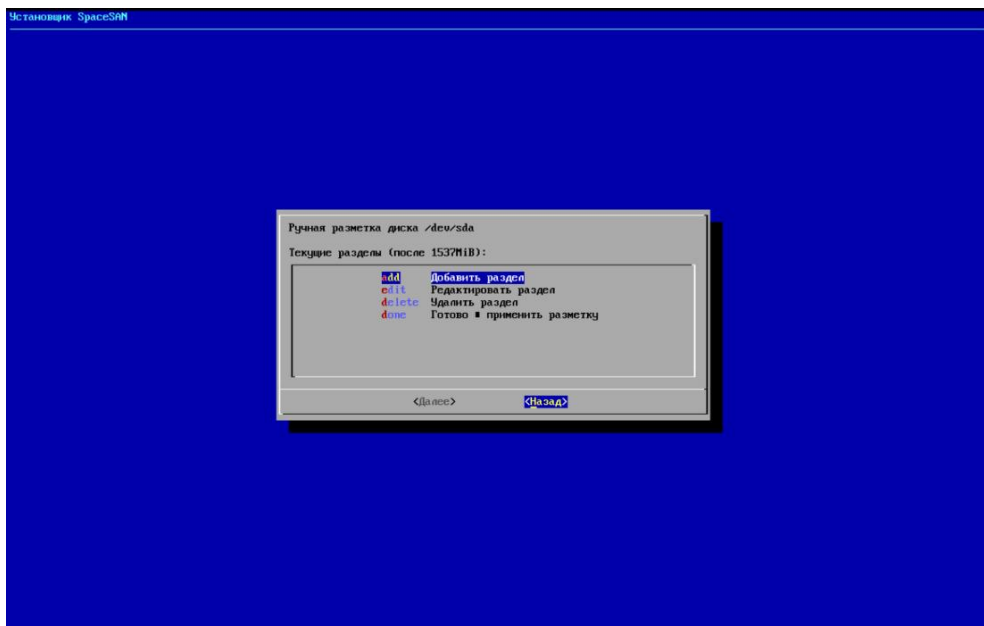 Установщик SpaceSAN
Ручная разметка диска /dev/sda
Текущие разделы (после 1537MiB):
add Добавить раздел
edit Редактировать раздел
delete Удалить раздел
done Готово ■ применить разметку
<Далее> <Назад>